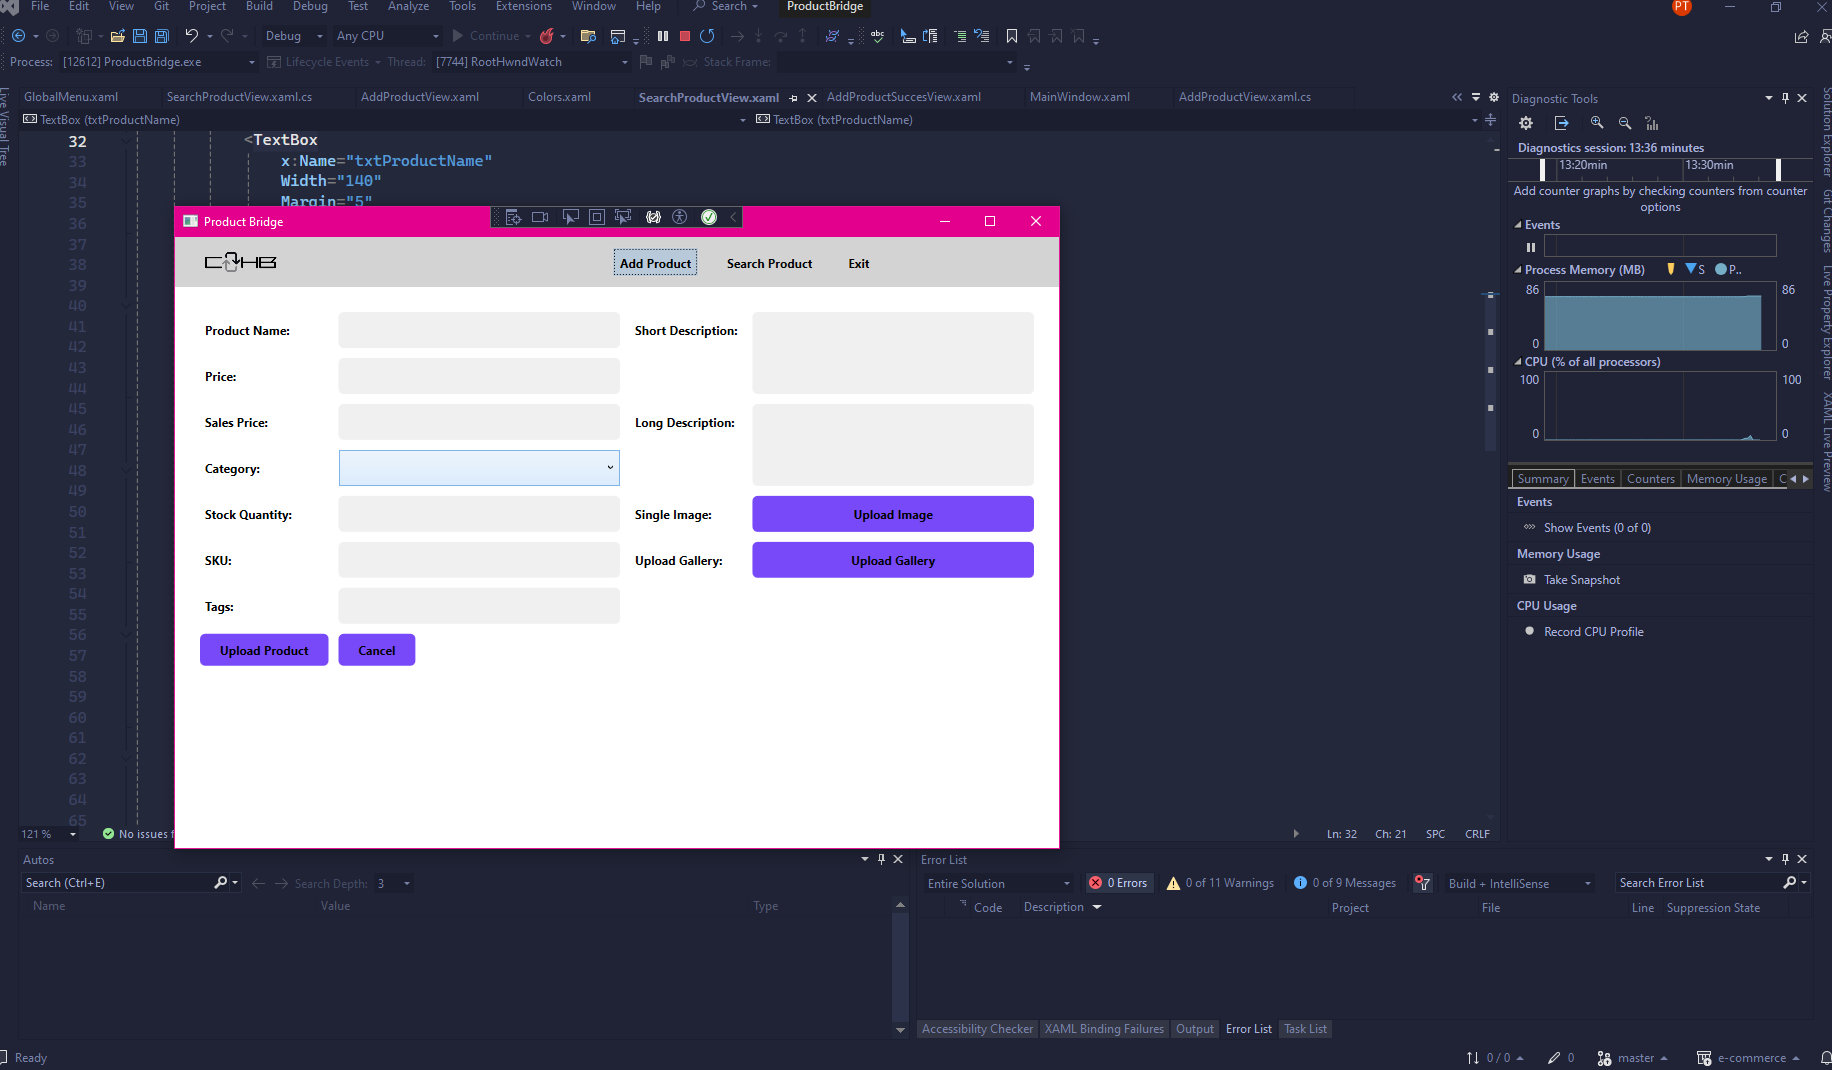 File Edit View Git Project Build Debug Test Analyze Tools Extensions Window Help Search ProductBridge PT
Debug Any CPU Continue
Process: [12612] ProductBridge.exe Lifecycle Events Thread: [7744] RootHwndWatch Stack Frame:
GlobalMenu.xaml SearchProductView.xaml.cs AddProductView.xaml Colors.xaml SearchProductView.xaml AddProductSuccesView.xaml MainWindow.xaml AddProductView.xaml.cs
TextBox (txtProductName) TextBox (txtProductName)
Live Visual Tree
32 <TextBox
33 x:Name="txtProductName"
34 Width="140"
35 Margin="5"
36
37
38
39
40
41
42
43
44
45
46
47
48
49
50
51
52
53
54
55
56
57
58
59
60
61
62
63
64
65
Product Bridge
Add Product Search Product Exit
Product Name: Short Description:
Price:
Sales Price: Long Description:
Category:
Stock Quantity: Single Image: Upload Image
SKU: Upload Gallery: Upload Gallery
Tags:
Upload Product Cancel
121 % No issues f Ln: 32 Ch: 21 SPC CRLF
Diagnostic Tools
Diagnostics session: 13:36 minutes
13:20min 13:30min
Add counter graphs by checking counters from counter
options
Events
Process Memory (MB) S P..
86 86
0 0
CPU (% of all processors)
100 100
0 0
Summary Events Counters Memory Usage C
Events
Show Events (0 of 0)
Memory Usage
Take Snapshot
CPU Usage
Record CPU Profile
Solution Explorer
Git Changes
Live Property Explorer
XAML Live Preview
Autos
Search (Ctrl+E) Search Depth: 3
Name Value Type
Error List
Entire Solution 0 Errors 0 of 11 Warnings 0 of 9 Messages Build + IntelliSense Search Error List
Code Description Project File Line Suppression State
Accessibility Checker XAML Binding Failures Output Error List Task List
Ready 0 / 0 0 master e-commerce